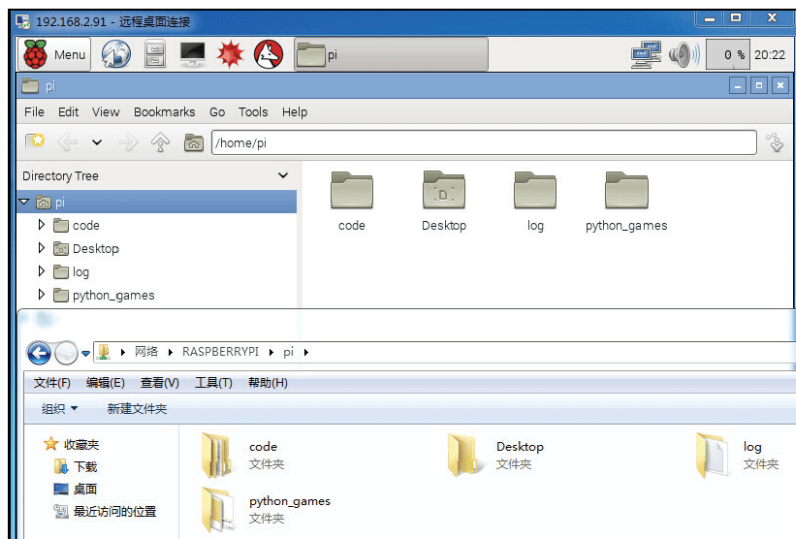 192.168.2.91 - 远程桌面连接
Menu pi 0 % 20:22
pi
File Edit View Bookmarks Go Tools Help
/home/pi
Directory Tree
pi
code
Desktop
log
python_games
code Desktop log python_games
网络 RASPBERRYPI pi
文件(F) 编辑(E) 查看(V) 工具(T) 帮助(H)
组织 新建文件夹
收藏夹
下载
桌面
最近访问的位置
code
文件夹
Desktop
文件夹
log
文件夹
python_games
文件夹